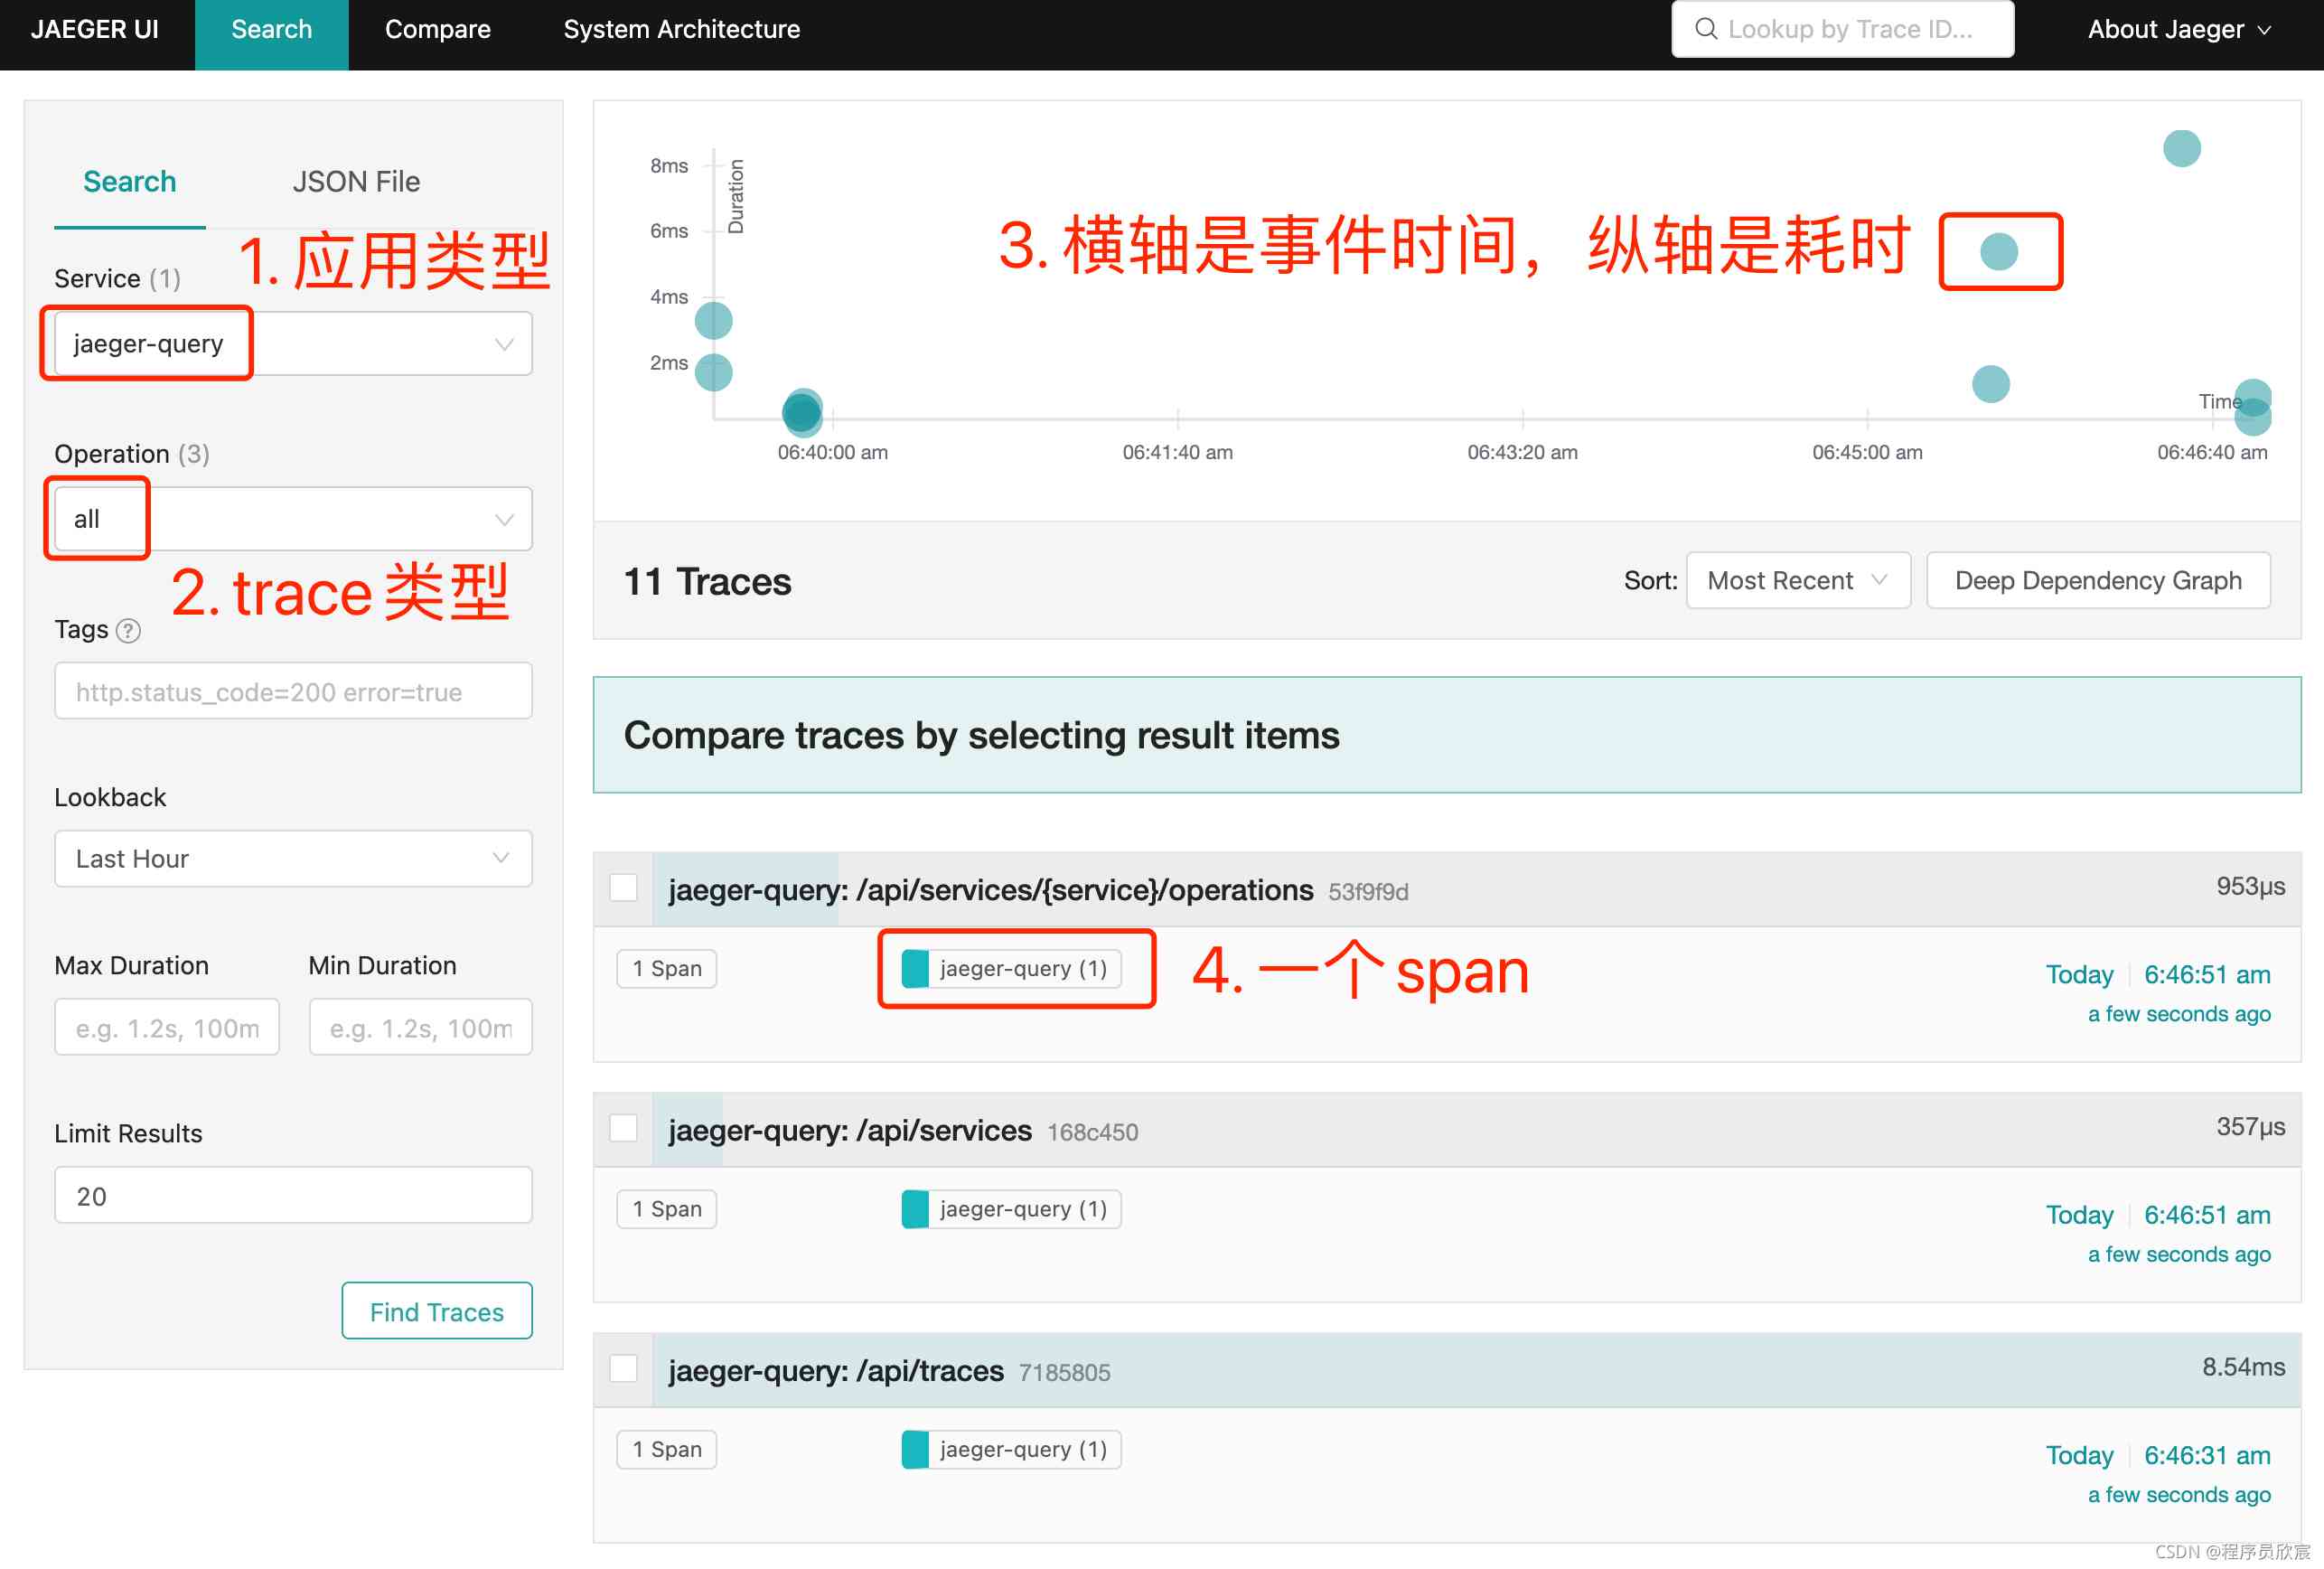 JAEGER UI Search Compare System Architecture Lookup by Trace ID... About Jaeger
Search JSON File
1. 应用类型
Service (1)
jaeger-query
Operation (3)
all
2. trace 类型
Tags ?
http.status_code=200 error=true
Lookback
Last Hour
Max Duration Min Duration
e.g. 1.2s, 100m e.g. 1.2s, 100m
Limit Results
20
Find Traces
8ms
6ms
4ms
2ms
Duration
3. 横轴是事件时间，纵轴是耗时
Time
06:40:00 am 06:41:40 am 06:43:20 am 06:45:00 am 06:46:40 am
11 Traces Sort: Most Recent Deep Dependency Graph
Compare traces by selecting result items
jaeger-query: /api/services/{service}/operations 53f9f9d 953μs
1 Span jaeger-query (1) 4. 一个 span Today 6:46:51 am
a few seconds ago
jaeger-query: /api/services 168c450 357μs
1 Span jaeger-query (1) Today 6:46:51 am
a few seconds ago
jaeger-query: /api/traces 7185805 8.54ms
1 Span jaeger-query (1) Today 6:46:31 am
a few seconds ago
CSDN @程序员欣宸